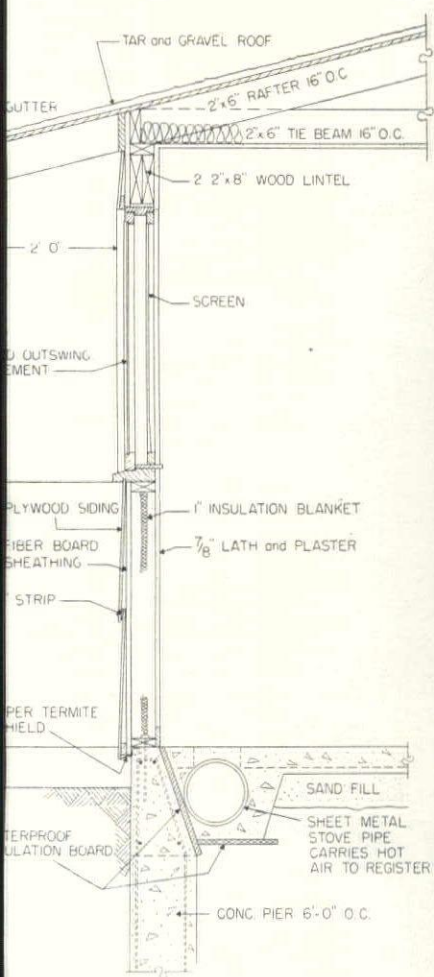 TAR and GRAVEL ROOF
GUTTER
2"x6" RAFTER 16" O.C
2"x6" TIE BEAM 16" O.C.
2 2"x8" WOOD LINTEL
2' 0"
SCREEN
OUTSWING
EMENT
PLYWOOD SIDING
1" INSULATION BLANKET
FIBER BOARD
SHEATHING
7/8" LATH and PLASTER
STRIP
PER TERMITE
HIELD
SAND FILL
TERPROOF
ULATION BOARD
SHEET METAL
STOVE PIPE
CARRIES HOT
AIR TO REGISTER
CONC. PIER 6'-0" O.C.